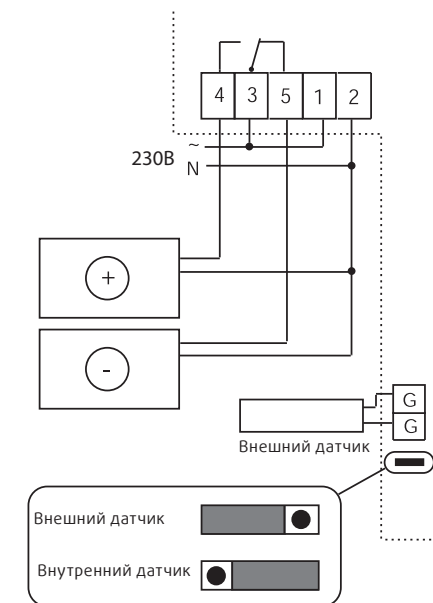 4 3 5 1 2
~
230В
N
+
-
G
G
Внешний датчик
Внешний датчик
Внутренний датчик